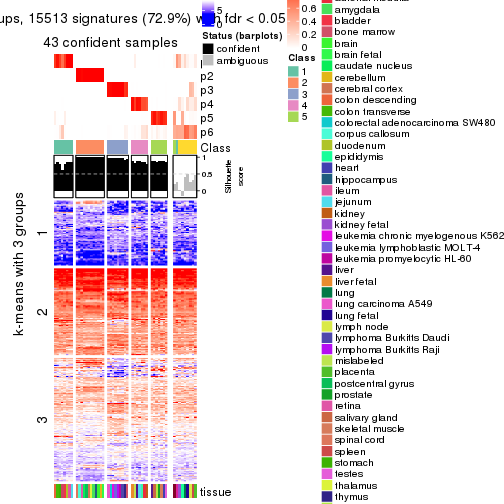 ups, 15513 signatures (72.9%) with fdr < 0.05
43 confident samples
p2
p3
p4
p5
p6
Class
1
0.5
0
Silhouette
score
k-means with 3 groups
1
2
3
tissue
5
0
Status (barplots)
confident
ambiguous
0.6
0.4
0.2
0
Class
1
2
3
4
5
amygdala
bladder
bone marrow
brain
brain fetal
caudate nucleus
cerebellum
cerebral cortex
colon descending
colon transverse
colorectal adenocarcinoma SW480
corpus callosum
duodenum
epididymis
heart
hippocampus
ileum
jejunum
kidney
kidney fetal
leukemia chronic myelogenous K562
leukemia lymphoblastic MOLT-4
leukemia promyelocytic HL-60
liver
liver fetal
lung
lung carcinoma A549
lung fetal
lymph node
lymphoma Burkitts Daudi
lymphoma Burkitts Raji
mislabeled
placenta
postcentral gyrus
prostate
retina
salivary gland
skeletal muscle
spinal cord
spleen
stomach
testes
thalamus
thymus